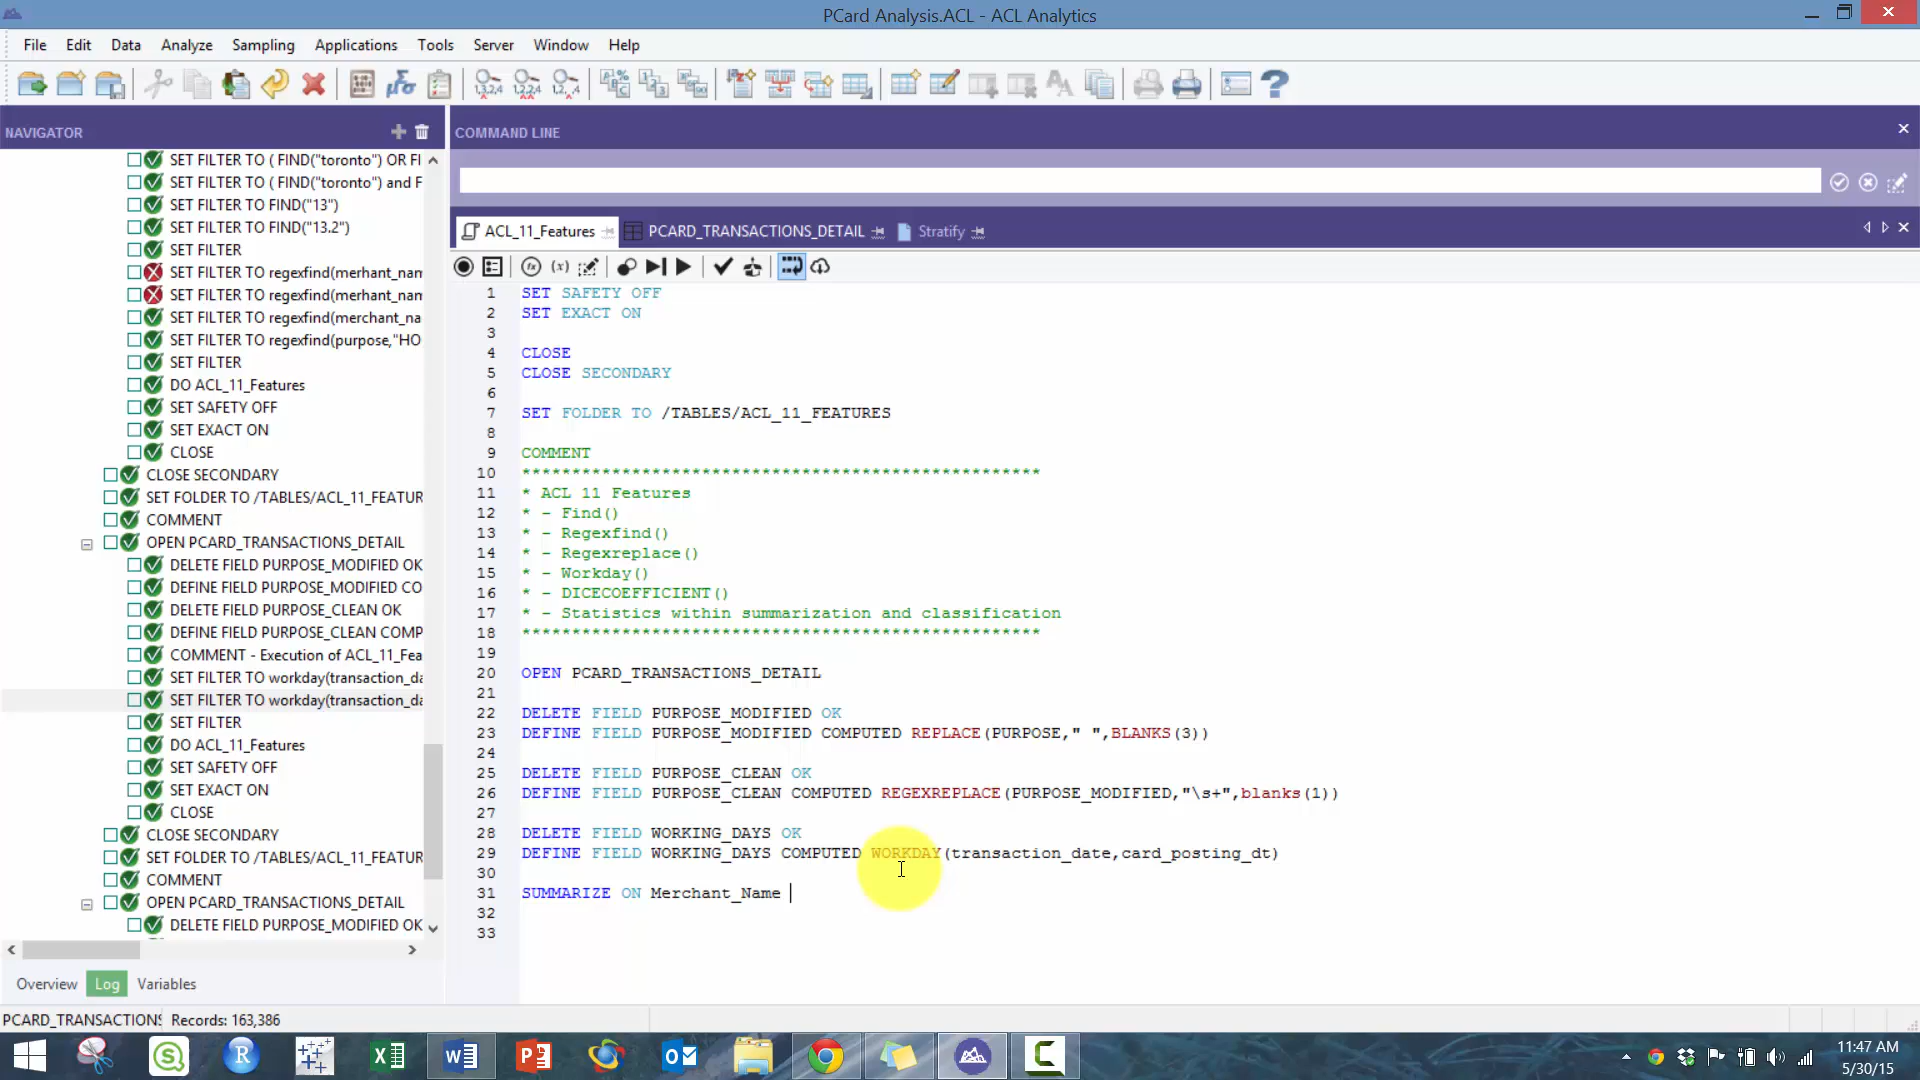 PCard Analysis.ACL - ACL Analytics
File Edit Data Analyze Sampling Applications Tools Server Window Help
NAVIGATOR
COMMAND LINE
SET FILTER TO ( FIND("toronto") OR FI
SET FILTER TO ( FIND("toronto") and F
SET FILTER TO FIND("13")
SET FILTER TO FIND("13.2")
SET FILTER
SET FILTER TO regexfind(merhant_nam
SET FILTER TO regexfind(merhant_nam
SET FILTER TO regexfind(merchant_na
SET FILTER TO regexfind(purpose,"HO
SET FILTER
DO ACL_11_Features
SET SAFETY OFF
SET EXACT ON
CLOSE
CLOSE SECONDARY
SET FOLDER TO /TABLES/ACL_11_FEATUR
COMMENT
OPEN PCARD_TRANSACTIONS_DETAIL
DELETE FIELD PURPOSE_MODIFIED OK
DEFINE FIELD PURPOSE_MODIFIED CO
DELETE FIELD PURPOSE_CLEAN OK
DEFINE FIELD PURPOSE_CLEAN COMP
COMMENT - Execution of ACL_11_Fea
SET FILTER TO workday(transaction_da
SET FILTER TO workday(transaction_da
SET FILTER
DO ACL_11_Features
SET SAFETY OFF
SET EXACT ON
CLOSE
CLOSE SECONDARY
SET FOLDER TO /TABLES/ACL_11_FEATUR
COMMENT
OPEN PCARD_TRANSACTIONS_DETAIL
DELETE FIELD PURPOSE_MODIFIED OK
Overview Log Variables
ACL_11_Features PCARD_TRANSACTIONS_DETAIL Stratify
1 SET SAFETY OFF
2 SET EXACT ON
3
4 CLOSE
5 CLOSE SECONDARY
6
7 SET FOLDER TO /TABLES/ACL_11_FEATURES
8
9 COMMENT
10 ****************************************************
11 * ACL 11 Features
12 * - Find()
13 * - Regexfind()
14 * - Regexreplace()
15 * - Workday()
16 * - DICECOEFFICIENT()
17 * - Statistics within summarization and classification
18 ****************************************************
19
20 OPEN PCARD_TRANSACTIONS_DETAIL
21
22 DELETE FIELD PURPOSE_MODIFIED OK
23 DEFINE FIELD PURPOSE_MODIFIED COMPUTED REPLACE(PURPOSE," ",BLANKS(3))
24
25 DELETE FIELD PURPOSE_CLEAN OK
26 DEFINE FIELD PURPOSE_CLEAN COMPUTED REGEXREPLACE(PURPOSE_MODIFIED,"\s+",blanks(1))
27
28 DELETE FIELD WORKING_DAYS OK
29 DEFINE FIELD WORKING_DAYS COMPUTED WORKDAY(transaction_date,card_posting_dt)
30
31 SUMMARIZE ON Merchant_Name
32
33
PCARD_TRANSACTIONS Records: 163,386
11:47 AM
5/30/15